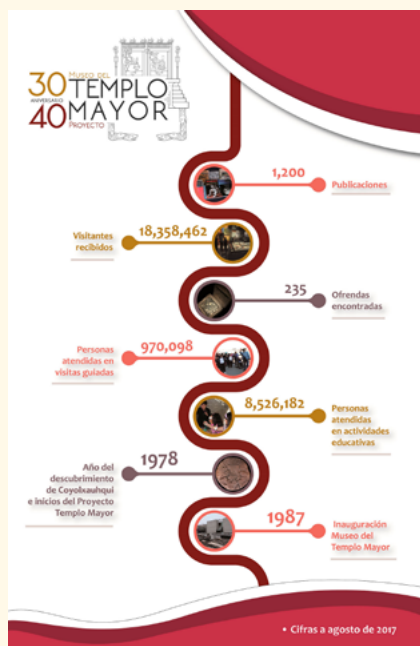 30
MUSEO DEL
TEMPLO
ANIVERSARIO
40
MAYOR
PROYECTO
1,200
Publicaciones
18,358,462
Visitantes
recibidos
235
Ofrendas
encontradas
970,098
Personas
atendidas en
visitas guiadas
8,526,182
Personas
atendidas
en actividades
educativas
1978
Año del
descubrimiento
de Coyolxauhqui
e inicios del Proyecto
Templo Mayor
1987
Inauguración
Museo del
Templo Mayor
• Cifras a agosto de 2017